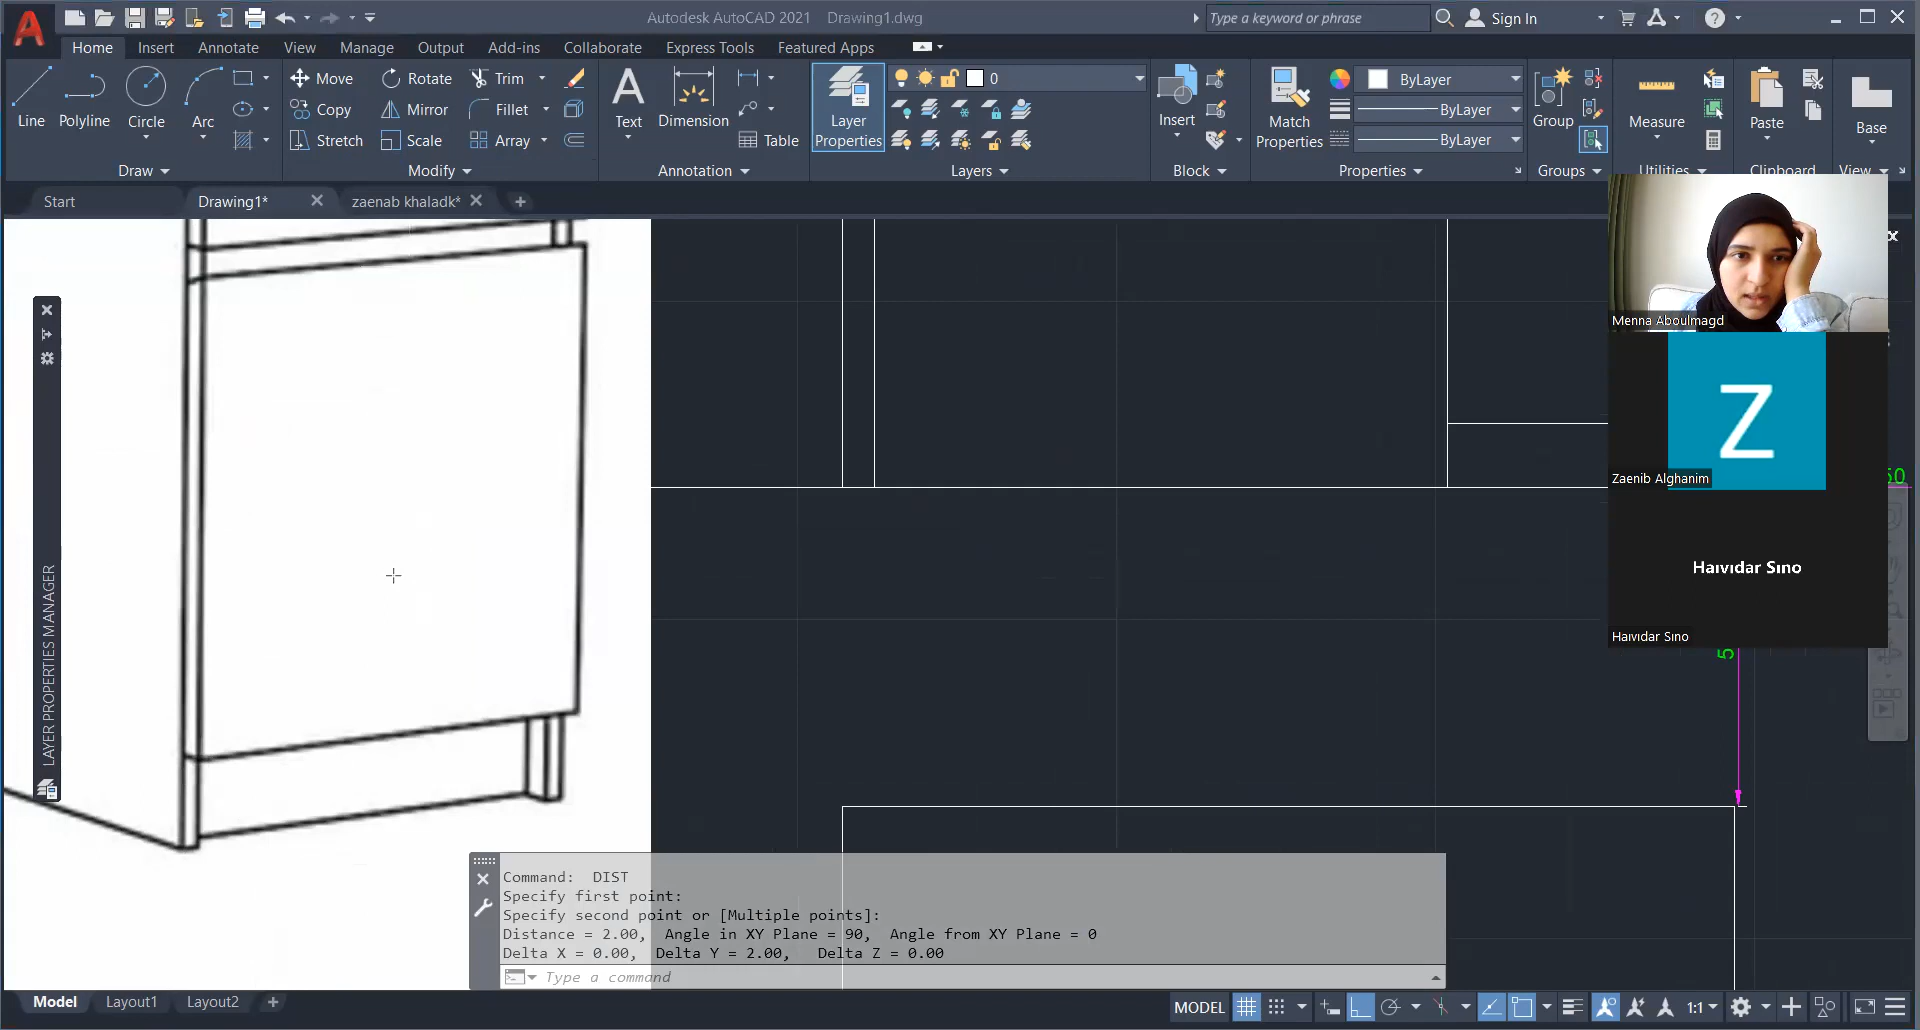 Autodesk AutoCAD 2021 Drawing1.dwg
Type a keyword or phrase
Sign In
Home Insert Annotate View Manage Output Add-ins Collaborate Express Tools Featured Apps
Line Polyline Circle Arc
Move Rotate Trim
Copy Mirror Fillet
Stretch Scale Array
Text Dimension Table
Layer Properties
0
Insert
Match Properties
ByLayer
ByLayer
ByLayer
Group
Measure
Paste
Base
Draw Modify Annotation Layers Block Properties Groups Utilities Clipboard View
Start Drawing1* zaenab khaladk*
LAYER PROPERTIES MANAGER
Menna Aboulmagd
Z
Zaenib Alghanim
Haıvıdar Sıno
Haıvıdar Sıno
50
5
Command: DIST
Specify first point:
Specify second point or [Multiple points]:
Distance = 2.00, Angle in XY Plane = 90, Angle from XY Plane = 0
Delta X = 0.00, Delta Y = 2.00, Delta Z = 0.00
Type a command
Model Layout1 Layout2
MODEL
1:1